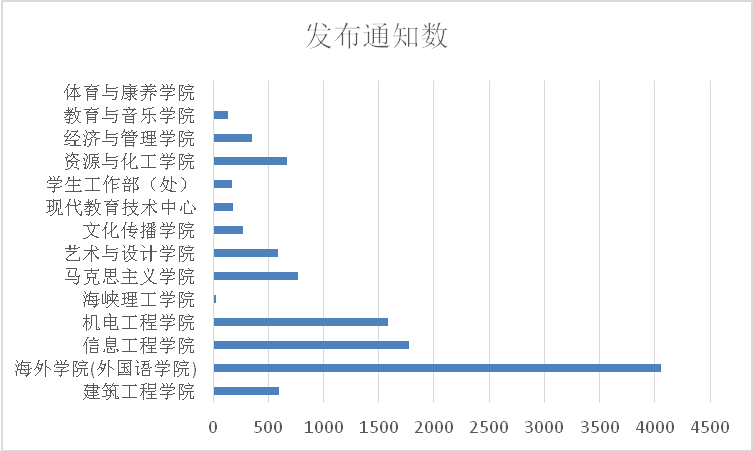 发布通知数
体育与康养学院
教育与音乐学院
经济与管理学院
资源与化工学院
学生工作部（处）
现代教育技术中心
文化传播学院
艺术与设计学院
马克思主义学院
海峡理工学院
机电工程学院
信息工程学院
海外学院(外国语学院)
建筑工程学院
0 500 1000 1500 2000 2500 3000 3500 4000 4500